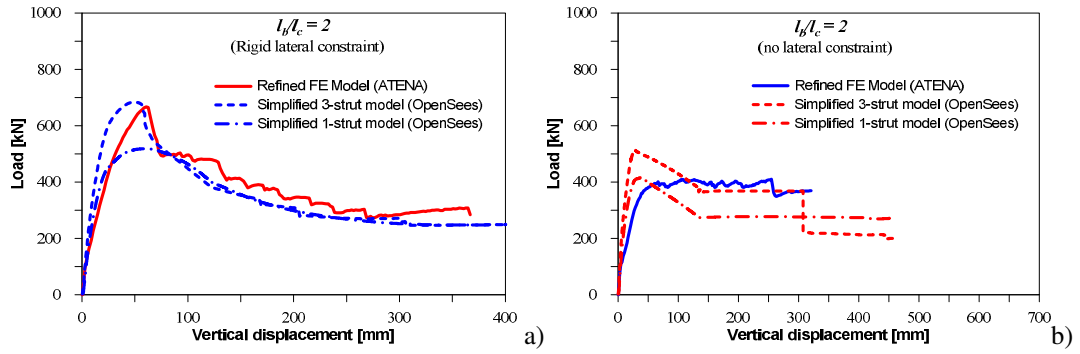 l_b/l_c = 2
(Rigid lateral constraint)
Refined FE Model (ATENA)
Simplified 3-strut model (OpenSees)
Simplified 1-strut model (OpenSees)
Load [kN]
1000
800
600
400
200
0
0 100 200 300 400
Vertical displacement [mm]
a)
l_b/l_c = 2
(no lateral constraint)
Refined FE Model (ATENA)
Simplified 3-strut model (OpenSees)
Simplified 1-strut model (OpenSees)
Load [kN]
1000
800
600
400
200
0
0 100 200 300 400 500 600 700
Vertical displacement [mm]
b)